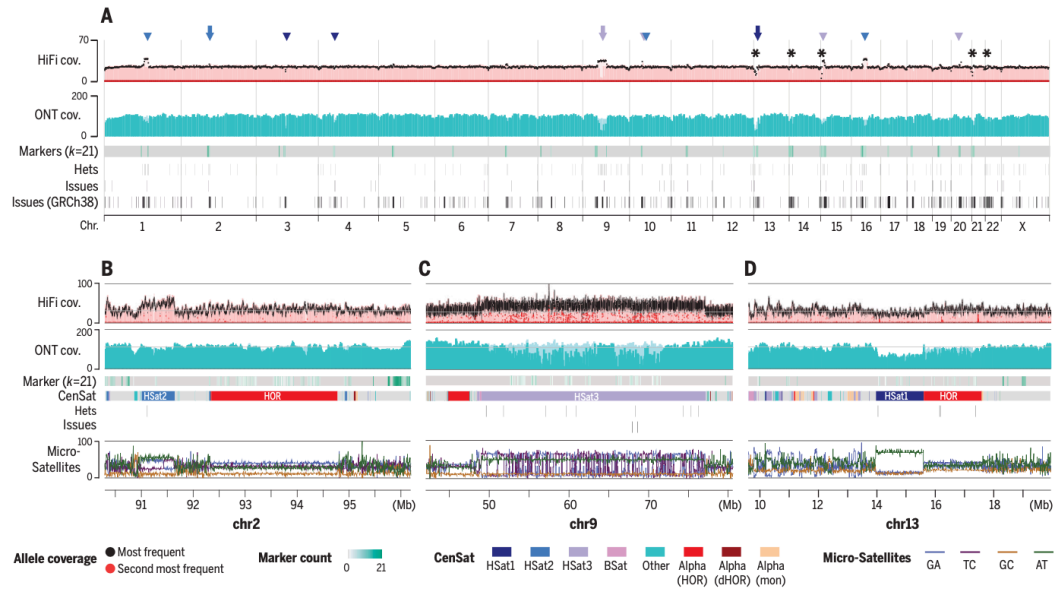 A
70
HiFi cov.
0
* * * * *
200
ONT cov.
0
Markers (k=21)
Hets
Issues
Issues (GRCh38)
Chr. 1 2 3 4 5 6 7 8 9 10 11 12 13 14 15 16 17 18 19 20 21 22 X
B C D
100
HiFi cov.
0
200
ONT cov.
0
Marker (k=21)
CenSat HSat2 HOR HSat3 HSat1 HOR
Hets
Issues
100
Micro-
Satellites
0
91 92 93 94 95 (Mb) 50 60 70 (Mb) 10 12 14 16 18 (Mb)
chr2 chr9 chr13
Allele coverage Most frequent Marker count CenSat Micro-Satellites
Second most frequent 0 21 HSat1 HSat2 HSat3 BSat Other Alpha Alpha Alpha GA TC GC AT
(HOR) (dHOR) (mon)